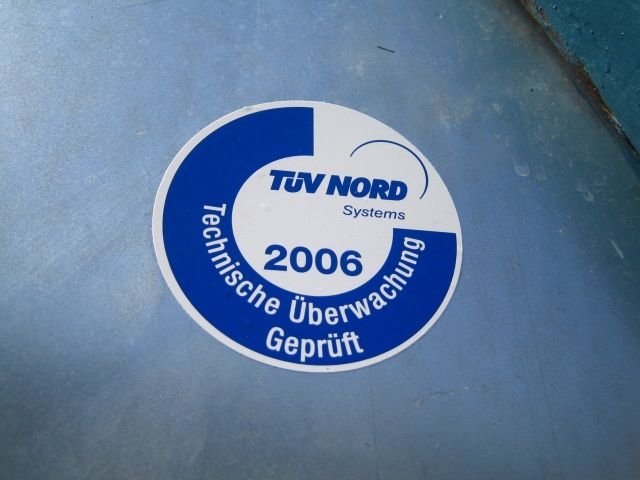 TÜV NORD
Systems
2006
Technische Überwachung
Geprüft